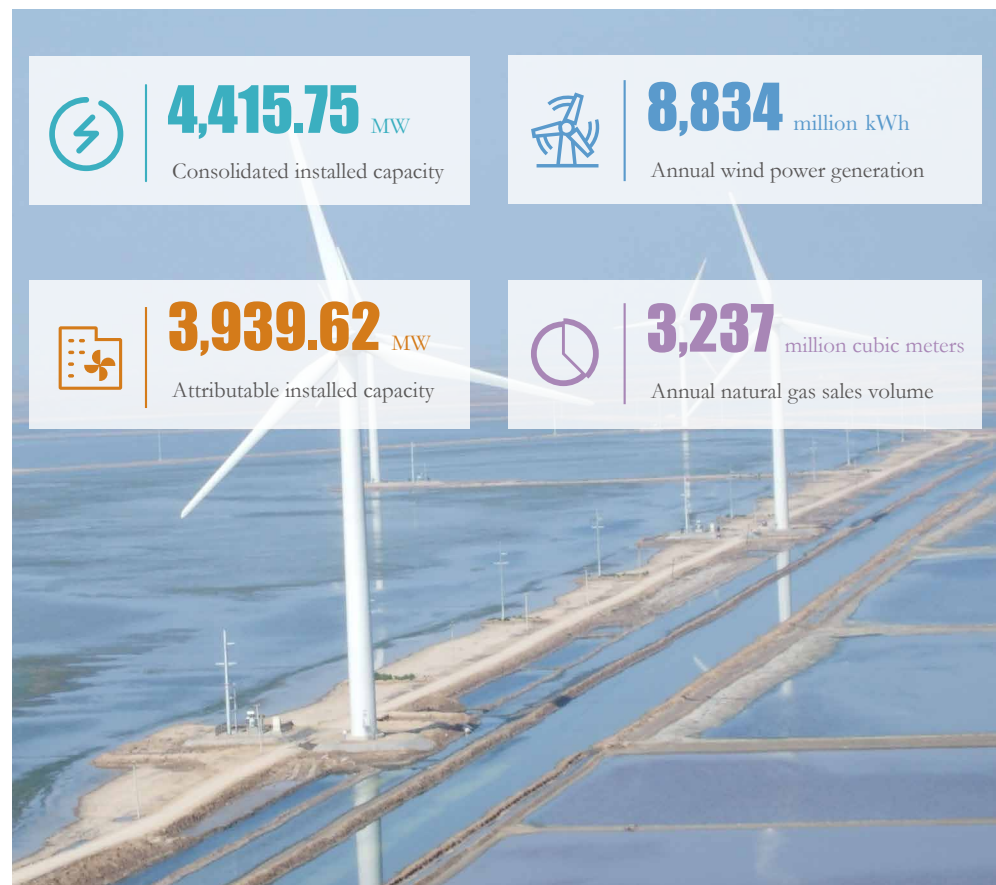 4,415.75 MW
Consolidated installed capacity
8,834 million kWh
Annual wind power generation
3,939.62 MW
Attributable installed capacity
3,237 million cubic meters
Annual natural gas sales volume